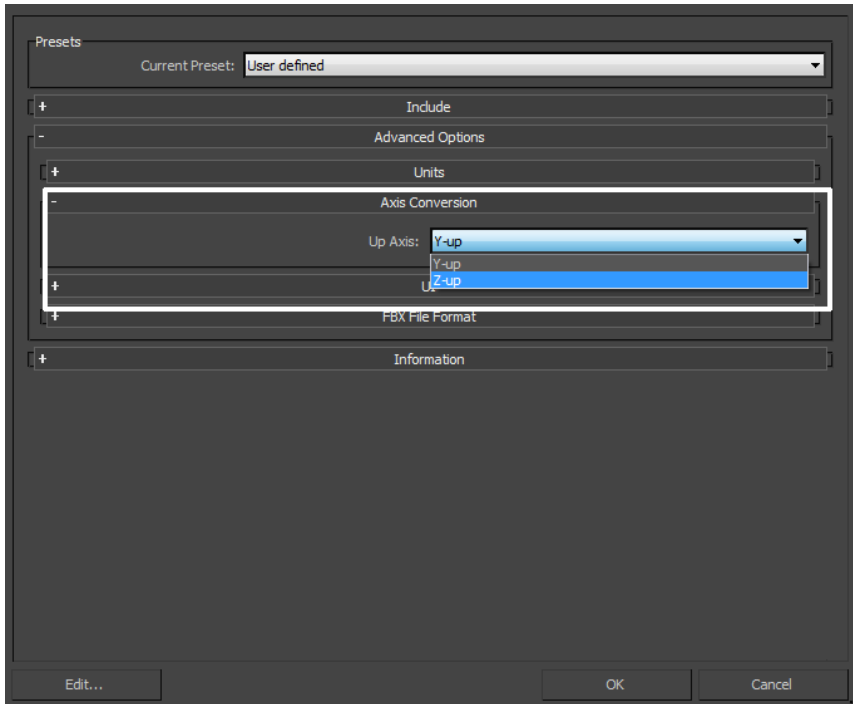 Presets
Current Preset: User defined
+ Include
- Advanced Options
+ Units
- Axis Conversion
Up Axis: Y-up
Y-up
Z-up
+ UI
+ FBX File Format
+ Information
Edit...
OK
Cancel